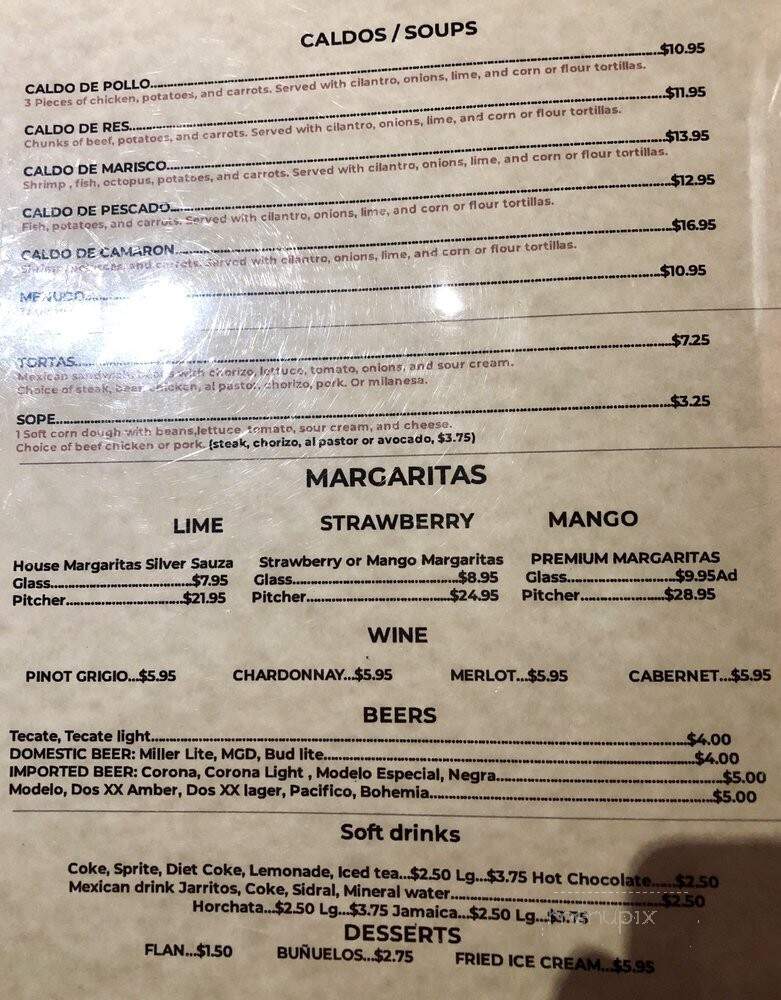 CALDOS / SOUPS
CALDO DE POLLO.....$10.95
3 Pieces of chicken, potatoes, and carrots. Served with cilantro, onions, lime, and corn or flour tortillas.
CALDO DE RES.....$11.95
Chunks of beef, potatoes, and carrots. Served with cilantro, onions, lime, and corn or flour tortillas.
CALDO DE MARISCO.....$13.95
Shrimp , fish, octopus, potatoes, and carrots. Served with cilantro, onions, lime, and corn or flour tortillas.
CALDO DE PESCADO.....$12.95
Fish, potatoes, and carrots. Served with cilantro, onions, lime, and corn or flour tortillas.
CALDO DE CAMARON.....$16.95
Shrimp, and carrots. Served with cilantro, onions, lime, and corn or flour tortillas.
MENUDO.....$10.95
TORTAS.....$7.25
Mexican sandwich, with chorizo, lettuce, tomato, onions, and sour cream.
Choice of steak, beer chicken, al pastor, chorizo, pork. Or milanesa.
SOPE.....$3.25
1 Soft corn dough with beans,lettuce, tomato, sour cream, and cheese.
Choice of beef chicken or pork. (steak, chorizo, al pastor or avocado, $3.75)
MARGARITAS
LIME STRAWBERRY MANGO
House Margaritas Silver Sauza Strawberry or Mango Margaritas PREMIUM MARGARITAS
Glass.....$7.95 Glass.....$8.95 Glass.....$9.95Ad
Pitcher.....$21.95 Pitcher.....$24.95 Pitcher.....$28.95
WINE
PINOT GRIGIO...$5.95 CHARDONNAY...$5.95 MERLOT...$5.95 CABERNET...$5.95
BEERS
Tecate, Tecate light.....$4.00
DOMESTIC BEER: Miller Lite, MGD, Bud lite.....$4.00
IMPORTED BEER: Corona, Corona Light , Modelo Especial, Negra.....$5.00
Modelo, Dos XX Amber, Dos XX lager, Pacifico, Bohemia.....$5.00
Soft drinks
Coke, Sprite, Diet Coke, Lemonade, Iced tea...$2.50 Lg...$3.75 Hot Chocolate......$2.50
Mexican drink Jarritos, Coke, Sidral, Mineral water.....$2.50
Horchata...$2.50 Lg...$3.75 Jamaica...$2.50 Lg...$3.75
menupix
DESSERTS
FLAN...$1.50 BUÑUELOS...$2.75 FRIED ICE CREAM...$5.95